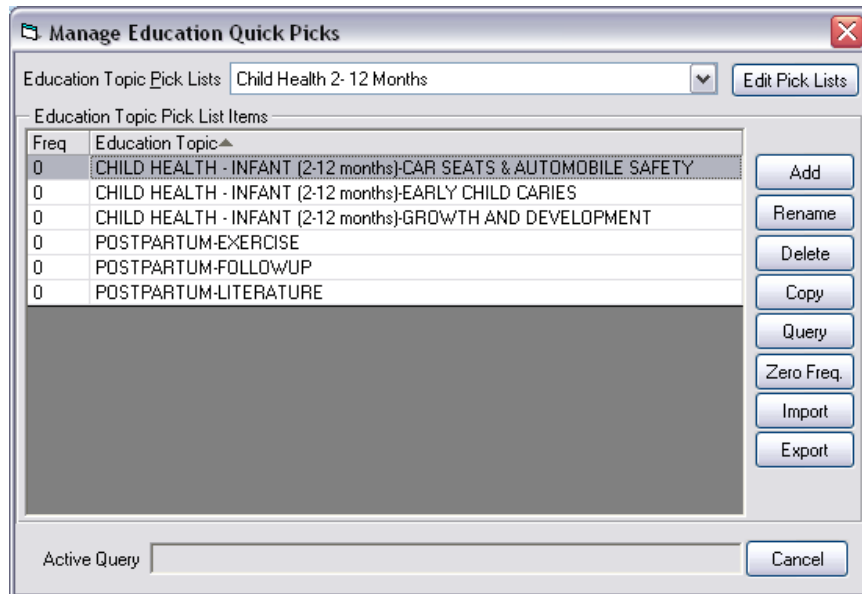 Manage Education Quick Picks
Education Topic Pick Lists Child Health 2- 12 Months Edit Pick Lists
Education Topic Pick List Items
Freq Education Topic
0 CHILD HEALTH - INFANT (2-12 months)-CAR SEATS & AUTOMOBILE SAFETY
0 CHILD HEALTH - INFANT (2-12 months)-EARLY CHILD CARIES
0 CHILD HEALTH - INFANT (2-12 months)-GROWTH AND DEVELOPMENT
0 POSTPARTUM-EXERCISE
0 POSTPARTUM-FOLLOWUP
0 POSTPARTUM-LITERATURE
Add
Rename
Delete
Copy
Query
Zero Freq.
Import
Export
Active Query Cancel